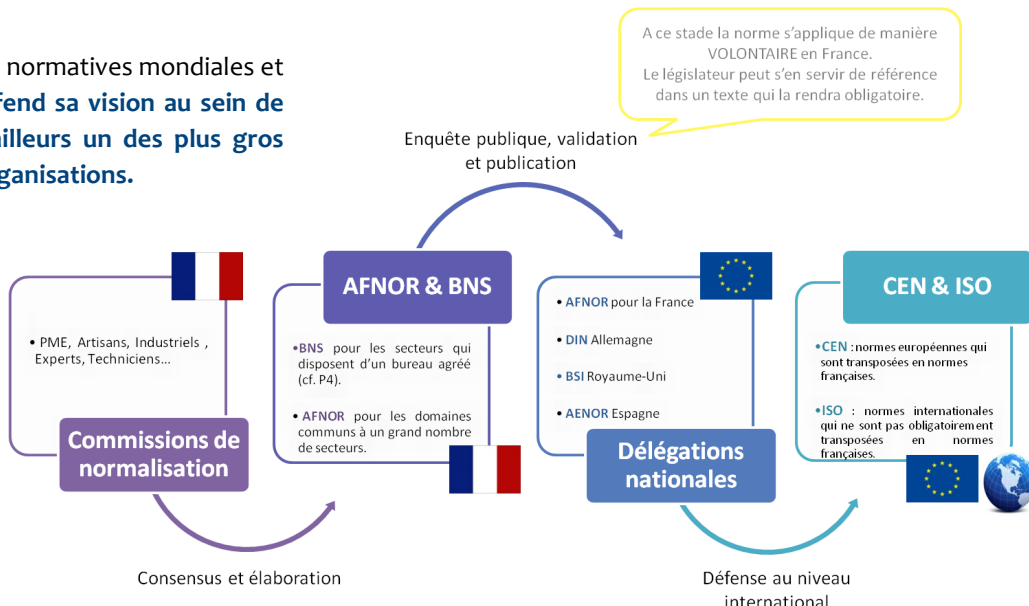 normatives mondiales et
fend sa vision au sein de
ailleurs un des plus gros
ganisations.
A ce stade la norme s’applique de manière
VOLONTAIRE en France.
Le législateur peut s’en servir de référence
dans un texte qui la rendra obligatoire.
Enquête publique, validation
et publication
• PME, Artisans, Industriels ,
Experts, Techniciens…
Commissions de
normalisation
AFNOR & BNS
•BNS pour les secteurs qui
disposent d’un bureau agréé
(cf. P4).
• AFNOR pour les domaines
communs à un grand nombre
de secteurs.
• AFNOR pour la France
• DIN Allemagne
• BSI Royaume-Uni
• AENOR Espagne
Délégations
nationales
CEN & ISO
•CEN : normes européennes qui
sont transposées en normes
françaises.
•ISO : normes internationales
qui ne sont pas obligatoirement
transposées en normes
françaises.
Consensus et élaboration
Défense au niveau
international